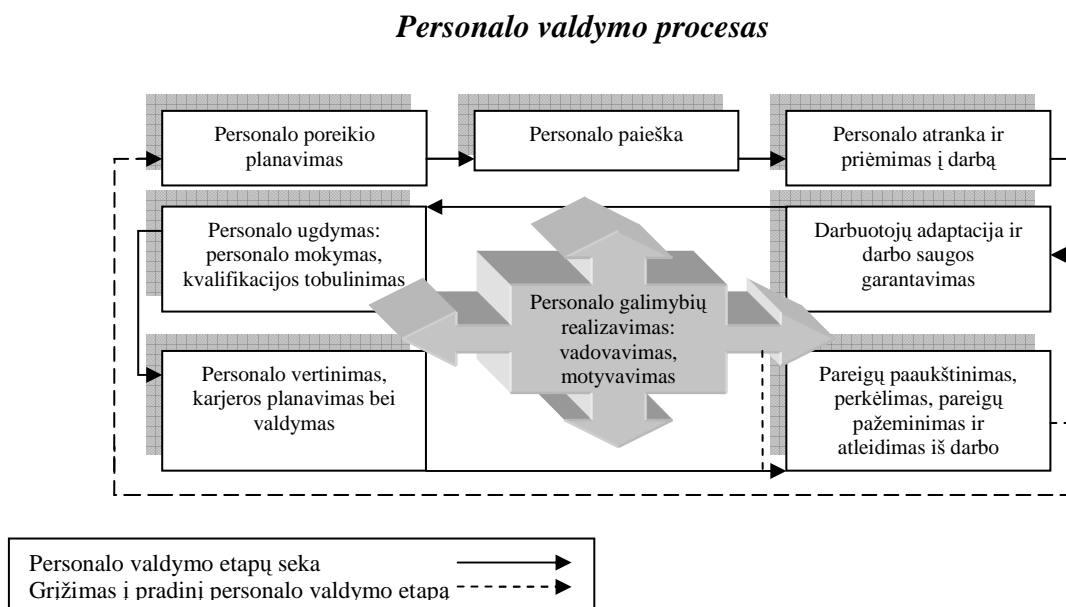 Personalo valdymo procesas
Personalo poreikio
planavimas
Personalo paieška
Personalo atranka ir
priėmimas į darbą
Personalo ugdymas:
personalo mokymas,
kvalifikacijos tobulinimas
Darbuotojų adaptacija ir
darbo saugos
garantavimas
Personalo galimybių
realizavimas:
vadovavimas,
motyvavimas
Personalo vertinimas,
karjeros planavimas bei
valdymas
Pareigų paaukštinimas,
perkėlimas, pareigų
pažeminimas ir
atleidimas iš darbo
Personalo valdymo etapų seka
Grįžimas į pradinį personalo valdymo etapą